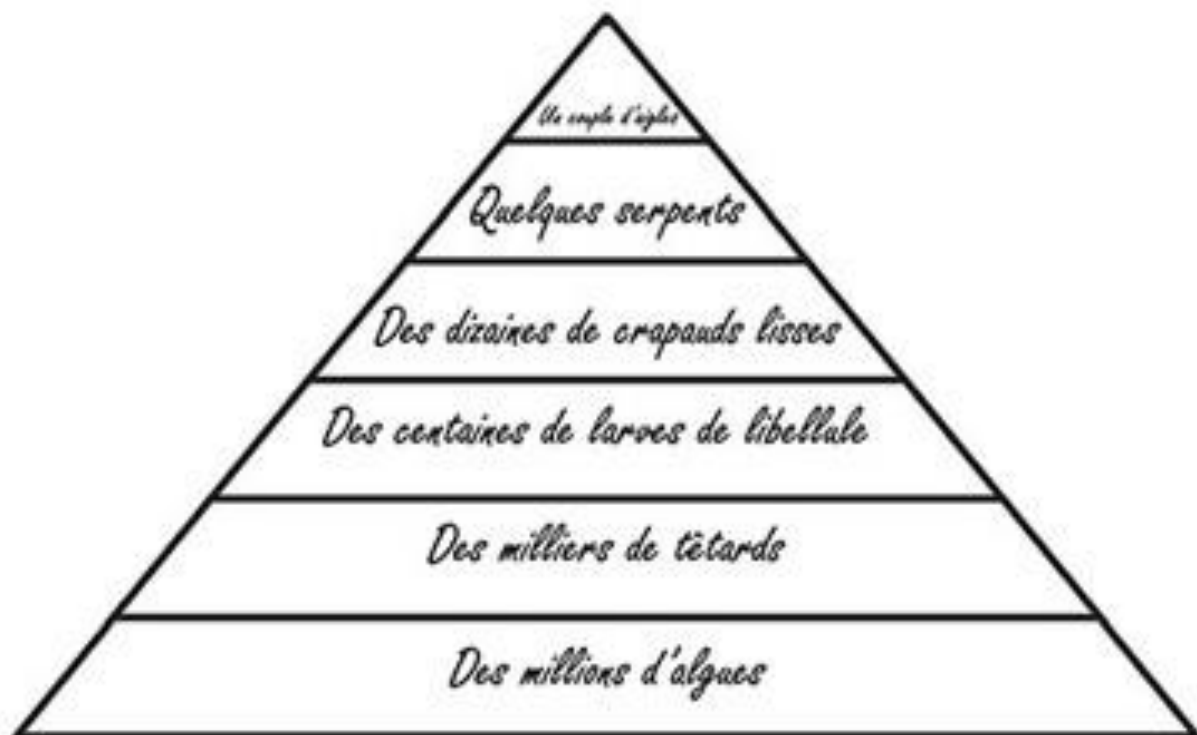 Un couple d'aigles
Quelques serpents
Des dizaines de crapauds lisses
Des centaines de larves de libellule
Des milliers de têtards
Des millions d'algues